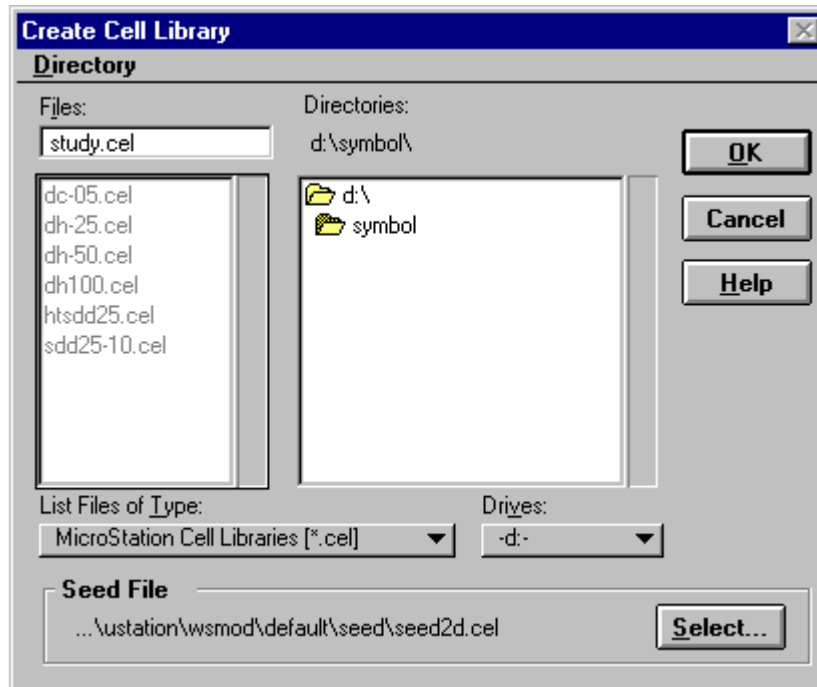 Create Cell Library
Directory
Files:
Directories:
study.cel
d:\symbol\
OK
dc-05.cel
dh-25.cel
dh-50.cel
dh100.cel
htsdd25.cel
sdd25-10.cel
d:\
symbol
Cancel
Help
List Files of Type:
Drives:
MicroStation Cell Libraries [*.cel]
-d:-
Seed File
...\ustation\wsmod\default\seed\seed2d.cel
Select...